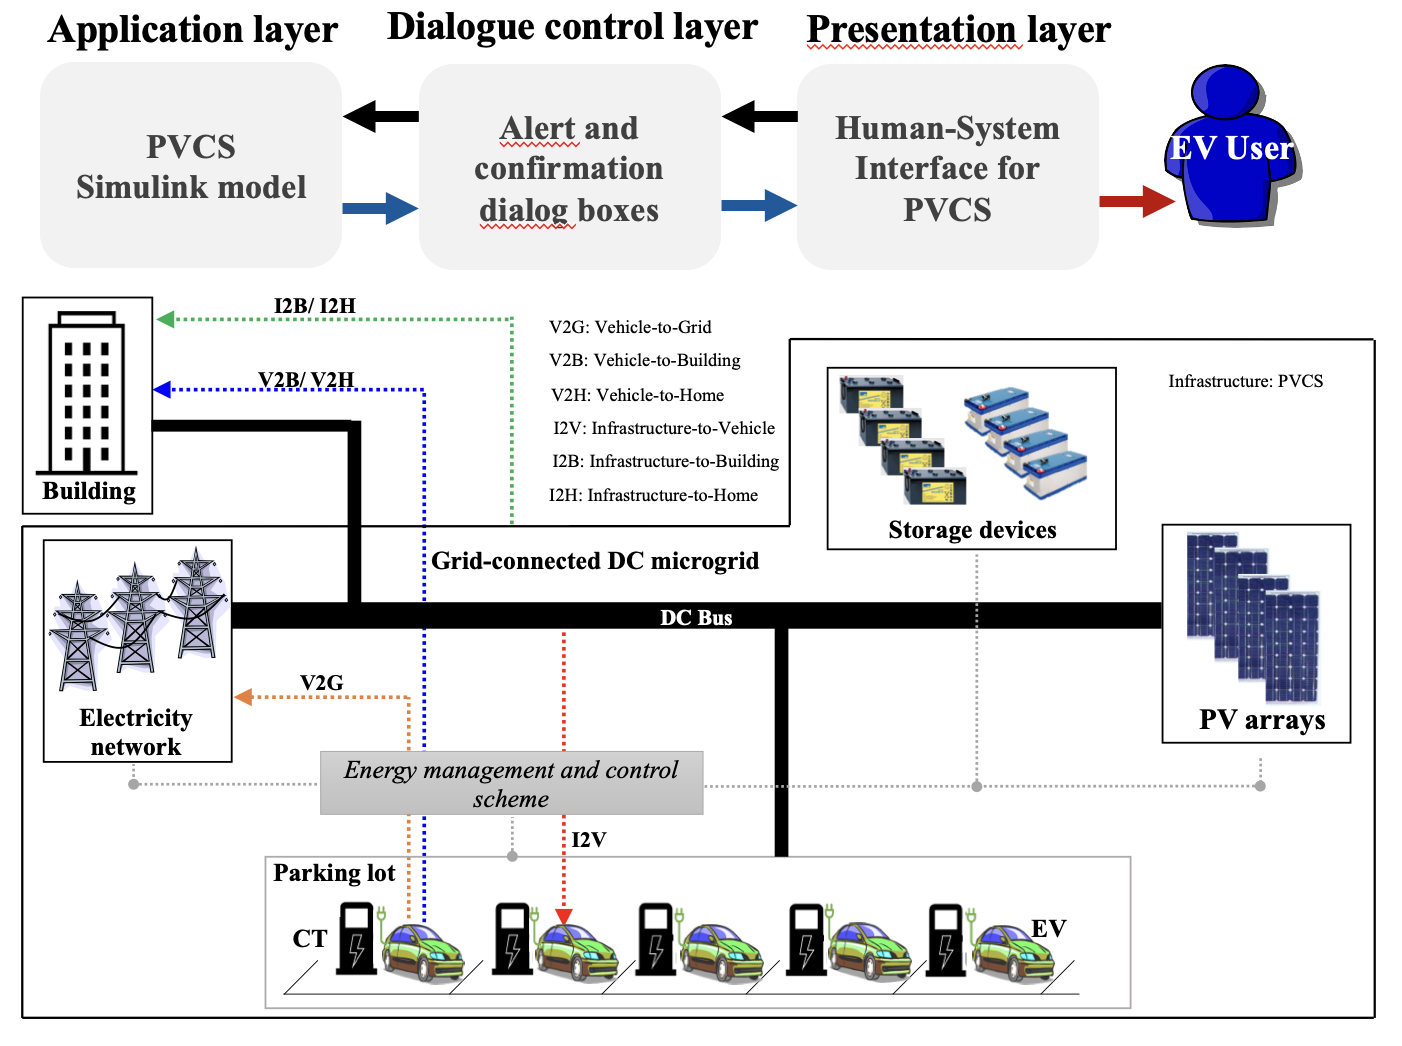 Application layer
Dialogue control layer
Presentation layer
PVCS
Simulink model
Alert and
confirmation
dialog boxes
Human-System
Interface for
PVCS
EV User
I2B/ I2H
V2B/ V2H
Building
V2G: Vehicle-to-Grid
V2B: Vehicle-to-Building
V2H: Vehicle-to-Home
I2V: Infrastructure-to-Vehicle
I2B: Infrastructure-to-Building
I2H: Infrastructure-to-Home
Infrastructure: PVCS
Storage devices
Grid-connected DC microgrid
DC Bus
V2G
Electricity
network
PV arrays
Energy management and control
scheme
I2V
Parking lot
CT
EV